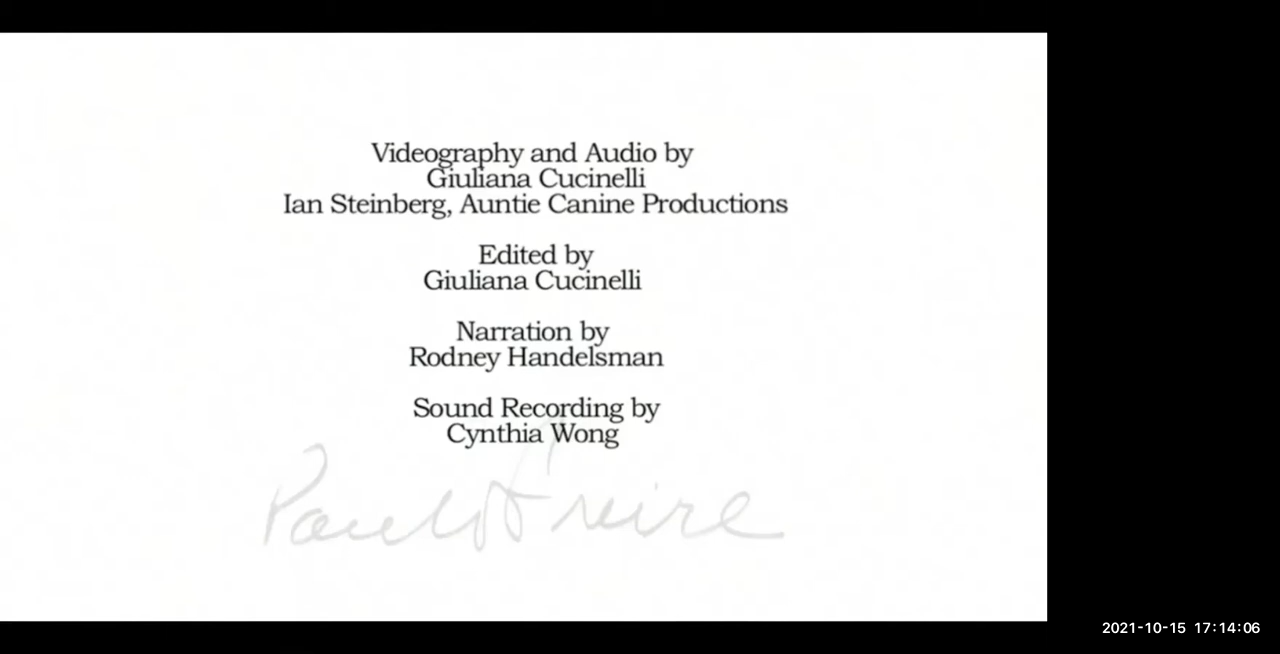 Videography and Audio by
Giuliana Cucinelli
Ian Steinberg, Auntie Canine Productions
Edited by
Giuliana Cucinelli
Narration by
Rodney Handelsman
Sound Recording by
Cynthia Wong
Paulo Freire
2021-10-15 17:14:06